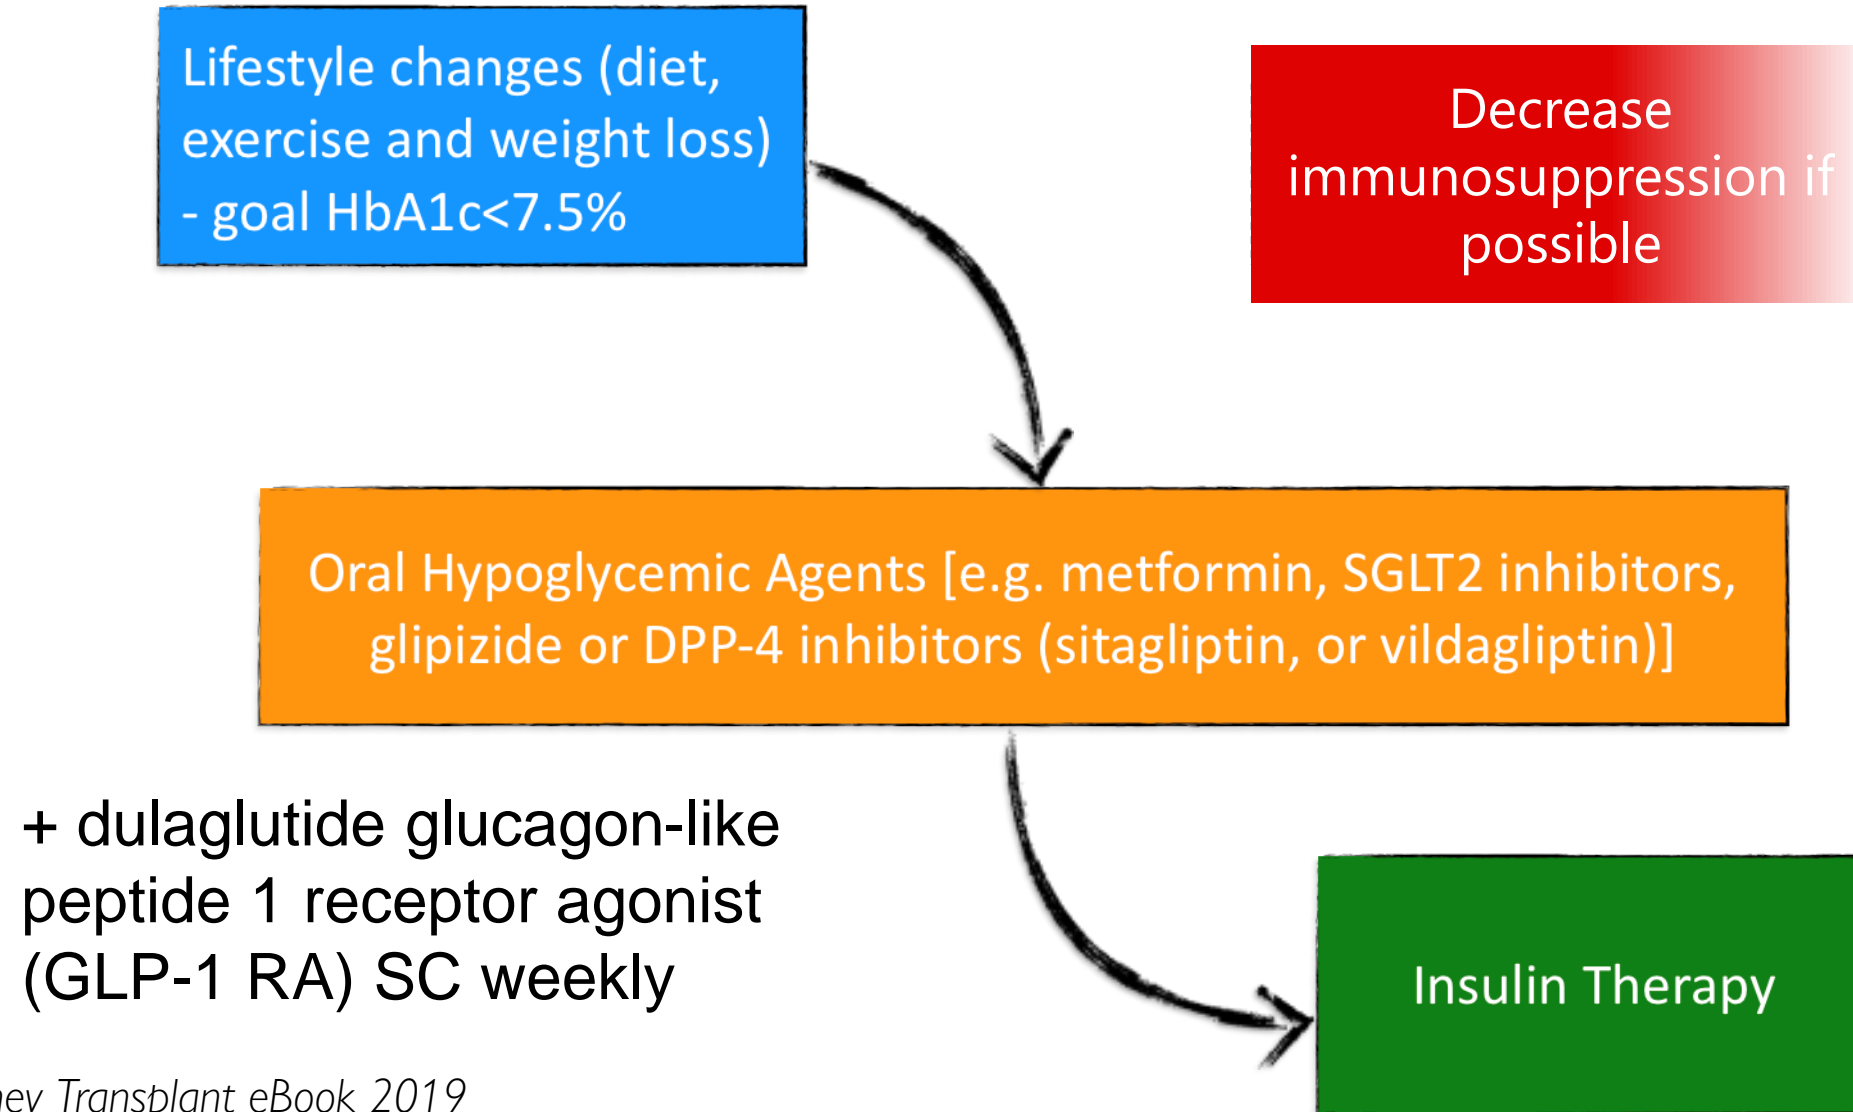 Lifestyle changes (diet,
exercise and weight loss)
- goal HbA1c<7.5%
Decrease
immunosuppression if
possible
Oral Hypoglycemic Agents [e.g. metformin, SGLT2 inhibitors,
glipizide or DPP-4 inhibitors (sitagliptin, or vildagliptin)]
+ dulaglutide glucagon-like
peptide 1 receptor agonist
(GLP-1 RA) SC weekly
Insulin Therapy
Transplant eBook 2019